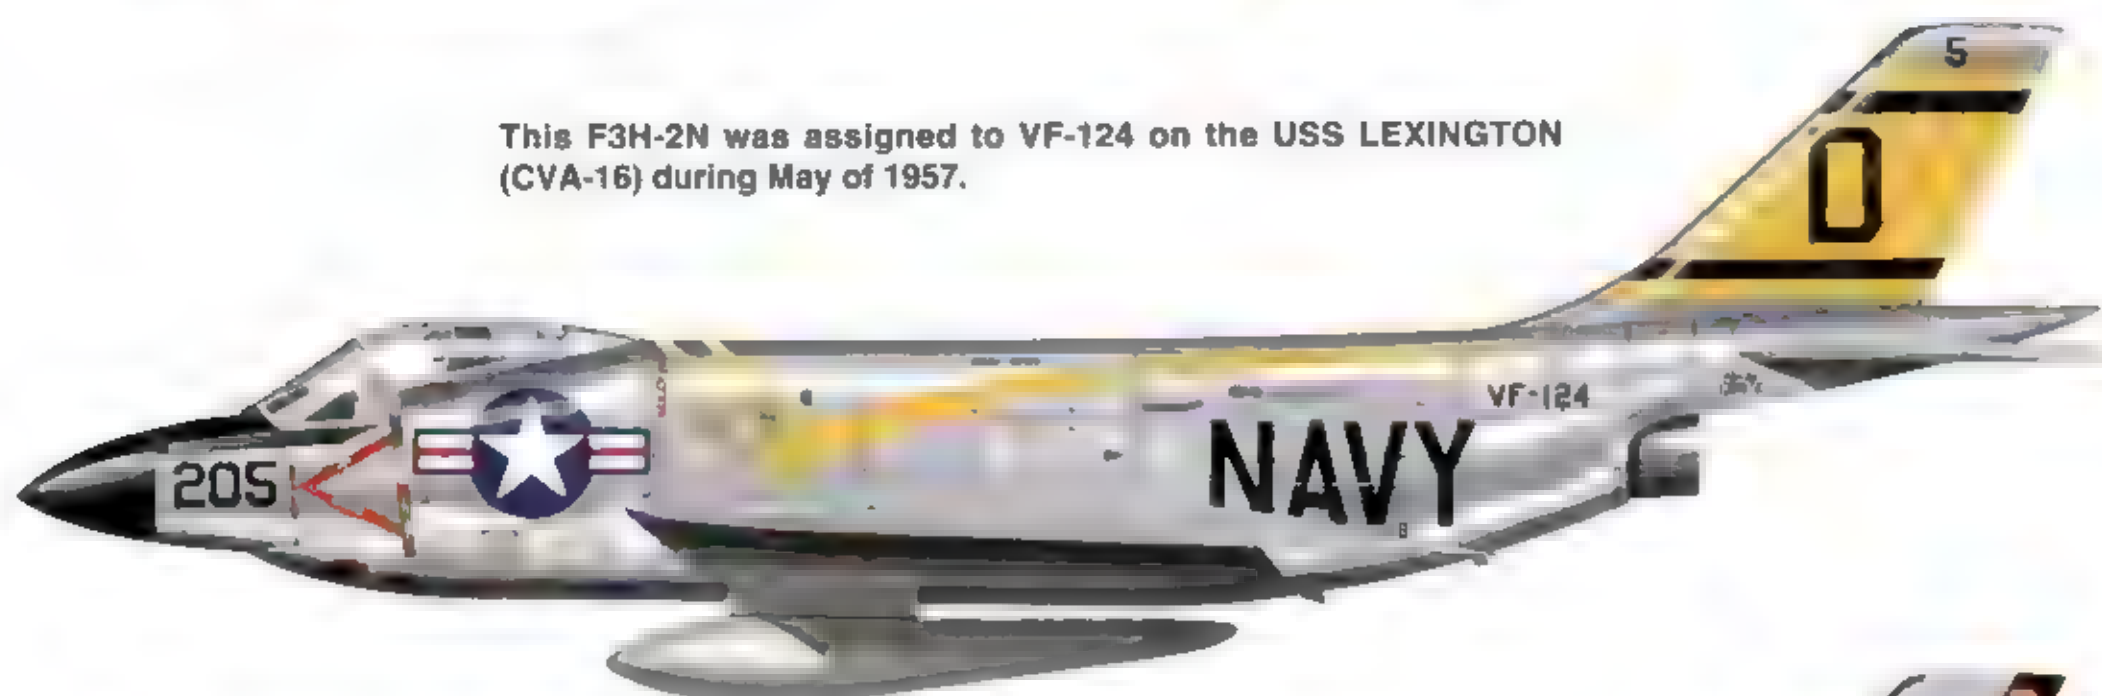 This F3H-2N was assigned to VF-124 on the USS LEXINGTON
(CVA-16) during May of 1957.
5
D
VF-124
NAVY
205